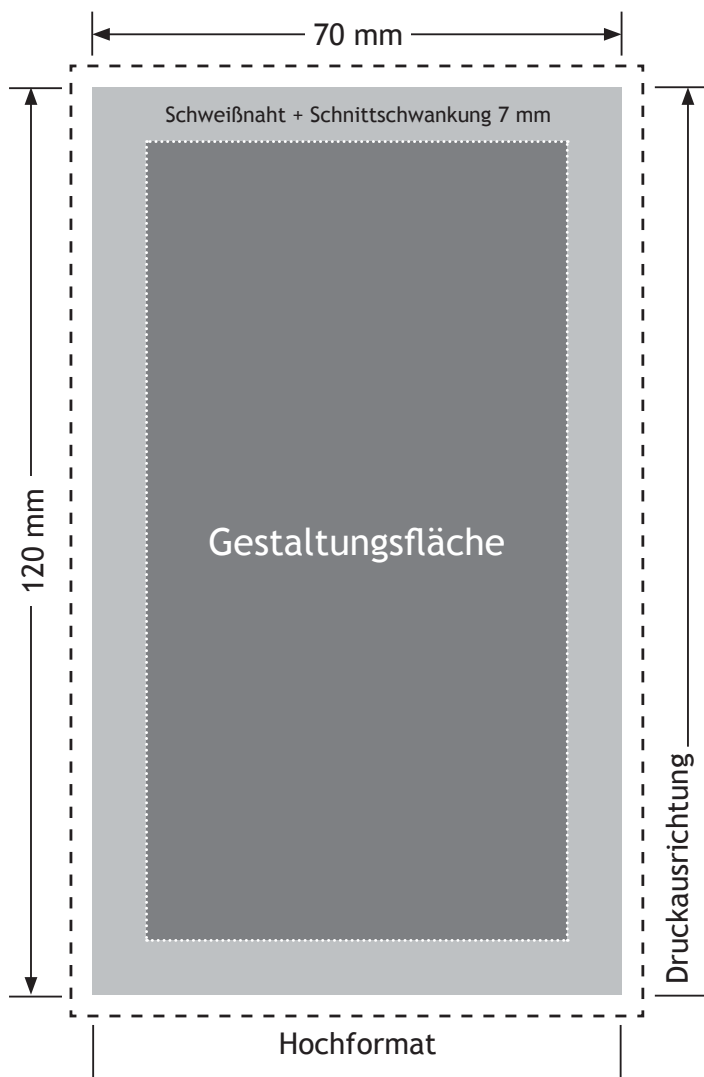 70 mm
Schweißnaht + Schnittschwankung 7 mm
120 mm
Gestaltungsfläche
Druckausrichtung
Hochformat